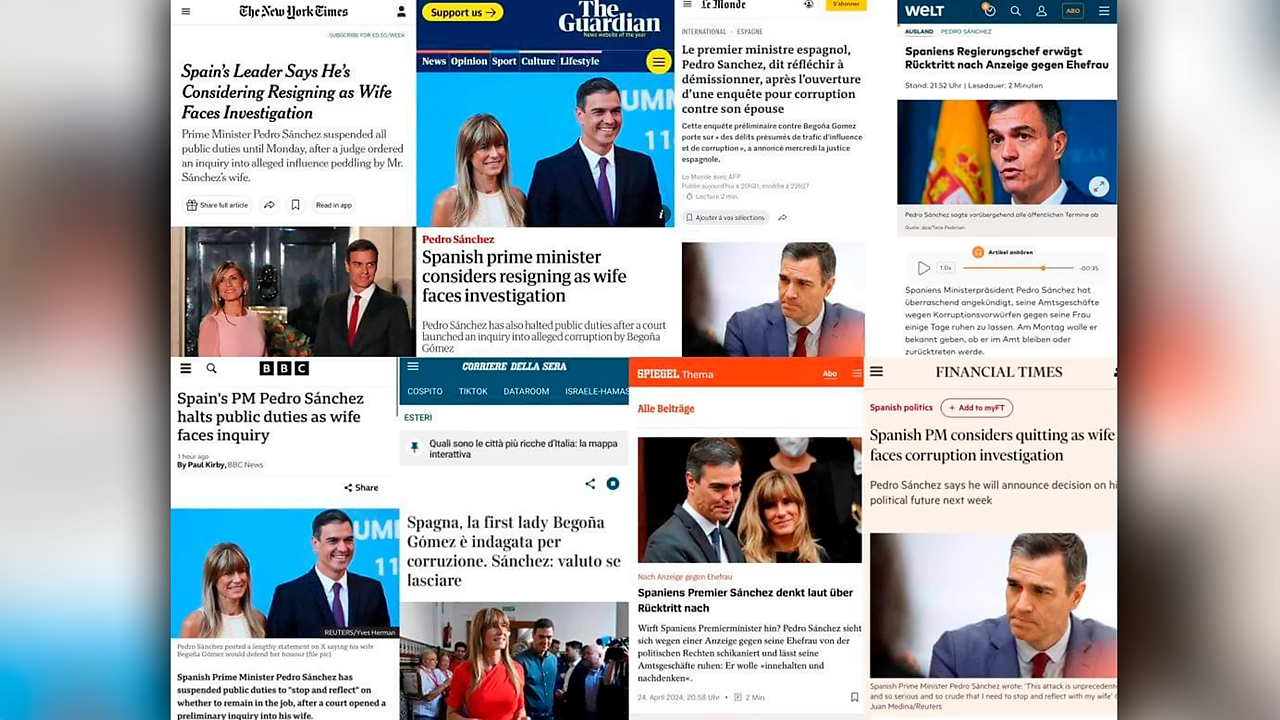 The New York Times
SUBSCRIBE FOR £0.50/WEEK
Spain's Leader Says He's
Considering Resigning as Wife
Faces Investigation
Prime Minister Pedro Sánchez suspended all
public duties until Monday, after a judge ordered
an inquiry into alleged influence peddling by Mr.
Sánchez's wife.
Share full article
Read in app
Support us →
The
Guardian
News website of the year
News Opinion Sport Culture Lifestyle
UMM
11
i
Pedro Sánchez
Spanish prime minister
considers resigning as wife
faces investigation
Pedro Sánchez has also halted public duties after a court
launched an inquiry into alleged corruption by Begoña
Gómez
Le Monde
S'abonner
INTERNATIONAL · ESPAGNE
Le premier ministre espagnol,
Pedro Sanchez, dit réfléchir à
démissionner, après l'ouverture
d'une enquête pour corruption
contre son épouse
Cette enquête préliminaire contre Begoña Gomez
porte sur « des délits présumés de trafic d'influence
et de corruption », a annoncé mercredi la justice
espagnole.
Le Monde avec AFP
Publié aujourd'hui à 20h31, modifié à 22h27
Lecture 2 min.
Ajouter à vos sélections
WELT
ABO
AUSLAND PEDRO SÁNCHEZ
Spaniens Regierungschef erwägt
Rücktritt nach Anzeige gegen Ehefrau
Stand: 21:52 Uhr | Lesedauer: 2 Minuten
Pedro Sánchez sagte vorübergehend alle öffentlichen Termine ab
Quelle: dpa/Tania Pedersen
Artikel anhören
1.0x
-00:35
Spaniens Ministerpräsident Pedro Sánchez hat
überraschend angekündigt, seine Amtsgeschäfte
wegen Korruptionsvorwürfen gegen seine Frau
einige Tage ruhen zu lassen. Am Montag wolle er
bekannt geben, ob er im Amt bleiben oder
zurücktreten werde.
BBC
Spain's PM Pedro Sánchez
halts public duties as wife
faces inquiry
1 hour ago
By Paul Kirby, BBC News
Share
UMI
11
REUTERS/Yves Herman
Pedro Sánchez posted a lengthy statement on X saying his wife
Begoña Gómez would defend her honour (file pic)
Spanish Prime Minister Pedro Sánchez has
suspended public duties to "stop and reflect" on
whether to remain in the job, after a court opened a
preliminary inquiry into his wife.
CORRIERE DELLA SERA
COSPITO TIKTOK DATAROOM ISRAELE-HAMAS
ESTERI
Quali sono le città più ricche d'Italia: la mappa
interattiva
Spagna, la first lady Begoña
Gómez è indagata per
corruzione. Sánchez: valuto se
lasciare
SPIEGEL Thema
Abo
Alle Beiträge
Nach Anzeige gegen Ehefrau
Spaniens Premier Sánchez denkt laut über
Rücktritt nach
Wirft Spaniens Premierminister hin? Pedro Sánchez sieht
sich wegen einer Anzeige gegen seine Ehefrau von der
politischen Rechten schikaniert und lässt seine
Amtsgeschäfte ruhen: Er wolle »innehalten und
nachdenken«.
24. April 2024, 20.58 Uhr • 2 Min
FINANCIAL TIMES
Spanish politics
+ Add to myFT
Spanish PM considers quitting as wife
faces corruption investigation
Pedro Sánchez says he will announce decision on hi
political future next week
Spanish Prime Minister Pedro Sánchez wrote: 'This attack is unprecedente
and so serious and so crude that I need to stop and reflect with my wife'
Juan Medina/Reuters